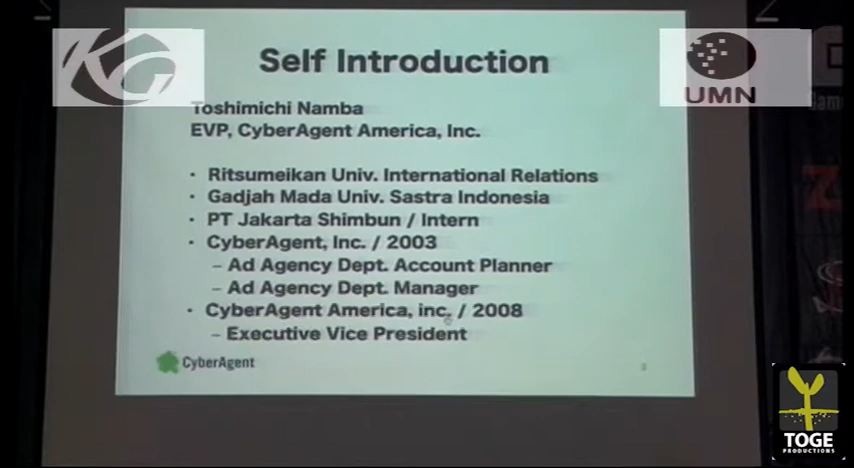 KG
UMN
Self Introduction
Toshimichi Namba
EVP, CyberAgent America, Inc.
・ Ritsumeikan Univ. International Relations
・ Gadjah Mada Univ. Sastra Indonesia
・ PT Jakarta Shimbun / Intern
・ CyberAgent, Inc. / 2003
– Ad Agency Dept. Account Planner
– Ad Agency Dept. Manager
・ CyberAgent America, inc. / 2008
– Executive Vice President
CyberAgent
TOGE
PRODUCTIONS